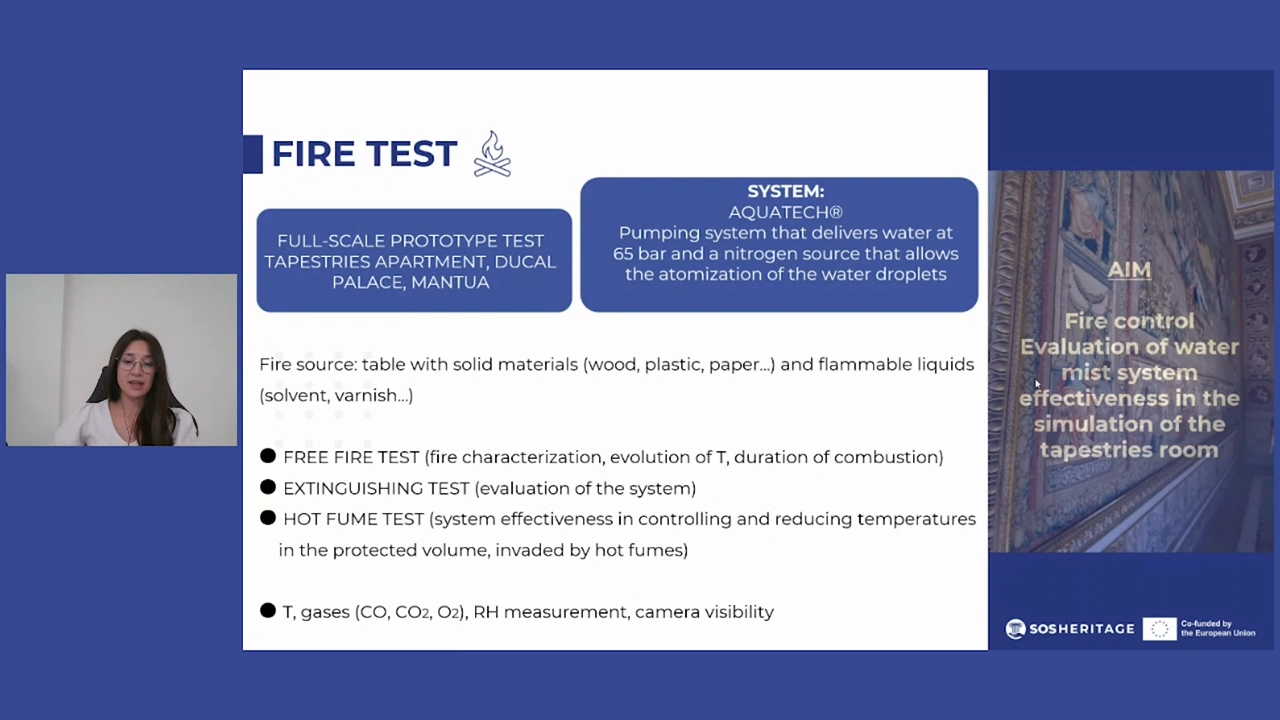 FIRE TEST
FULL-SCALE PROTOTYPE TEST
TAPESTRIES APARTMENT, DUCAL
PALACE, MANTUA
SYSTEM:
AQUATECH®
Pumping system that delivers water at
65 bar and a nitrogen source that allows
the atomization of the water droplets
Fire source: table with solid materials (wood, plastic, paper...) and flammable liquids
(solvent, varnish...)
● FREE FIRE TEST (fire characterization, evolution of T, duration of combustion)
● EXTINGUISHING TEST (evaluation of the system)
● HOT FUME TEST (system effectiveness in controlling and reducing temperatures
in the protected volume, invaded by hot fumes)
● T, gases (CO, CO2, O2), RH measurement, camera visibility
AIM
Fire control
Evaluation of water
mist system
effectiveness in the
simulation of the
tapestries room
SOSHERITAGE
Co-funded by
the European Union